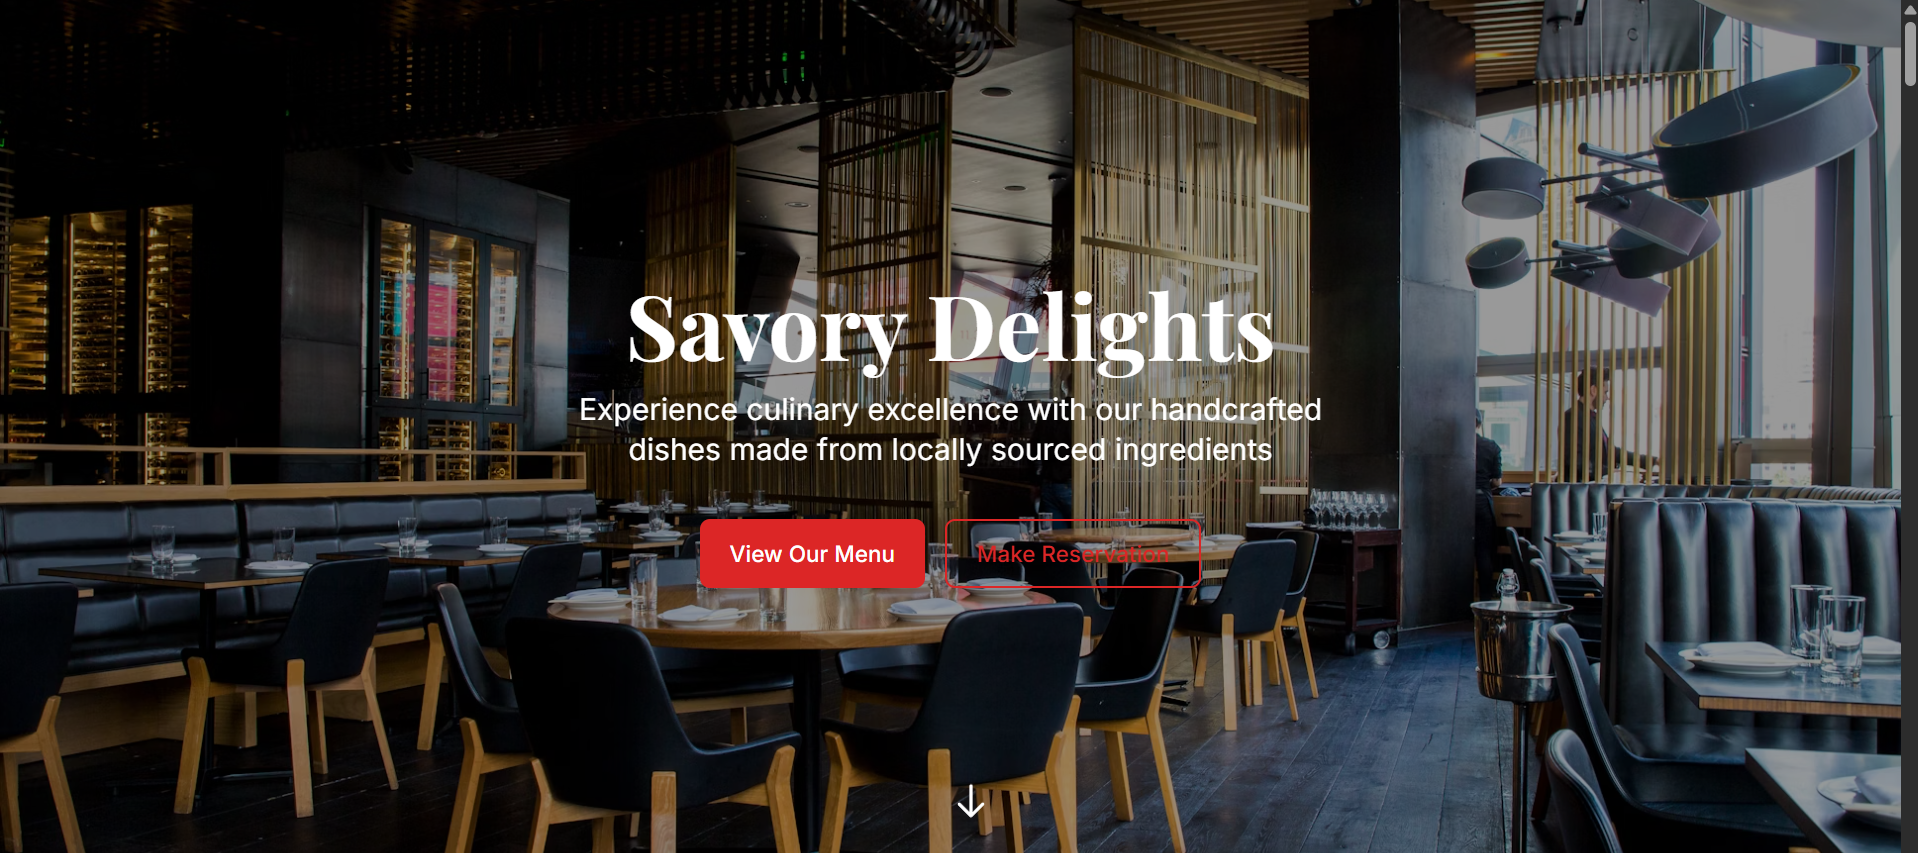 Savory Delights
Experience culinary excellence with our handcrafted
dishes made from locally sourced ingredients
View Our Menu
Make Reservation